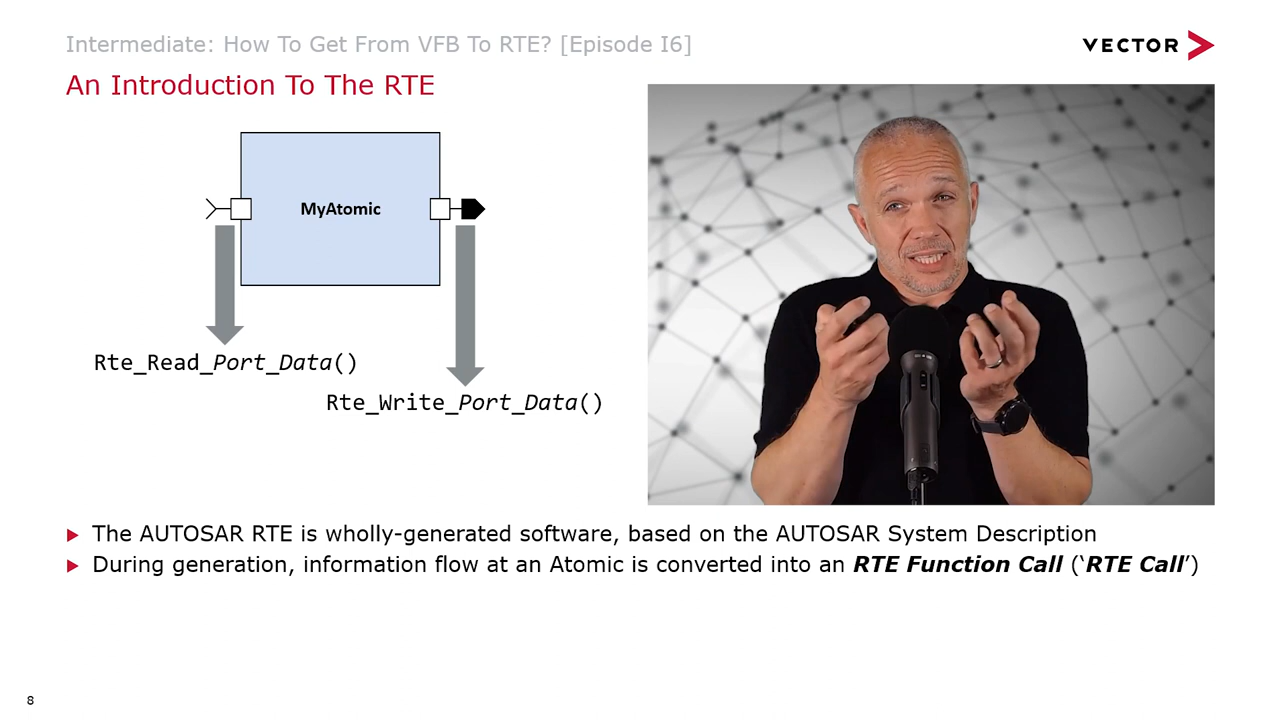 Intermediate: How To Get From VFB To RTE? [Episode I6]
VECTOR
An Introduction To The RTE
MyAtomic
Rte_Read_Port_Data()
Rte_Write_Port_Data()
The AUTOSAR RTE is wholly-generated software, based on the AUTOSAR System Description
During generation, information flow at an Atomic is converted into an RTE Function Call (‘RTE Call’)
8